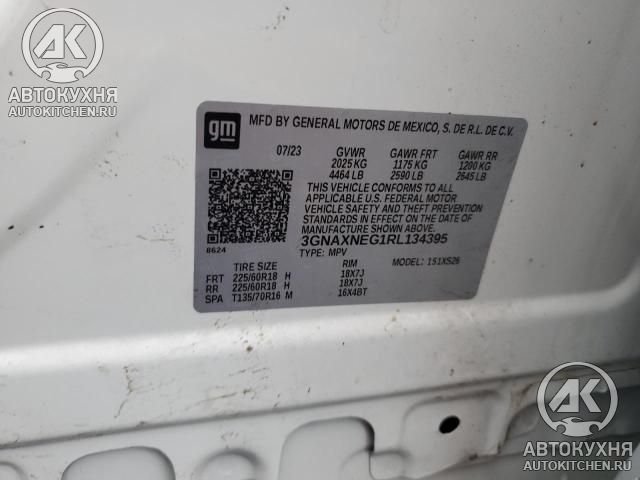 AK
АВТОКУХНЯ
AUTOKITCHEN.RU
gm
MFD BY GENERAL MOTORS DE MEXICO, S. DE R.L. DE C.V.
07/23 GVWR GAWR FRT GAWR RR
2025 KG 1175 KG 1200 KG
4464 LB 2590 LB 2645 LB
THIS VEHICLE CONFORMS TO ALL
APPLICABLE U.S. FEDERAL MOTOR
VEHICLE SAFETY AND THEFT PREVENTION
STANDARDS IN EFFECT ON THE DATE OF
MANUFACTURE SHOWN ABOVE.
8624 3GNAXNEG1RL134395
TYPE: MPV MODEL: 1S1XS26
TIRE SIZE RIM
FRT 225/60R18 H 18X7J
RR 225/60R18 H 18X7J
SPA T135/70R16 M 16X4BT
AK
АВТОКУХНЯ
AUTOKITCHEN.RU